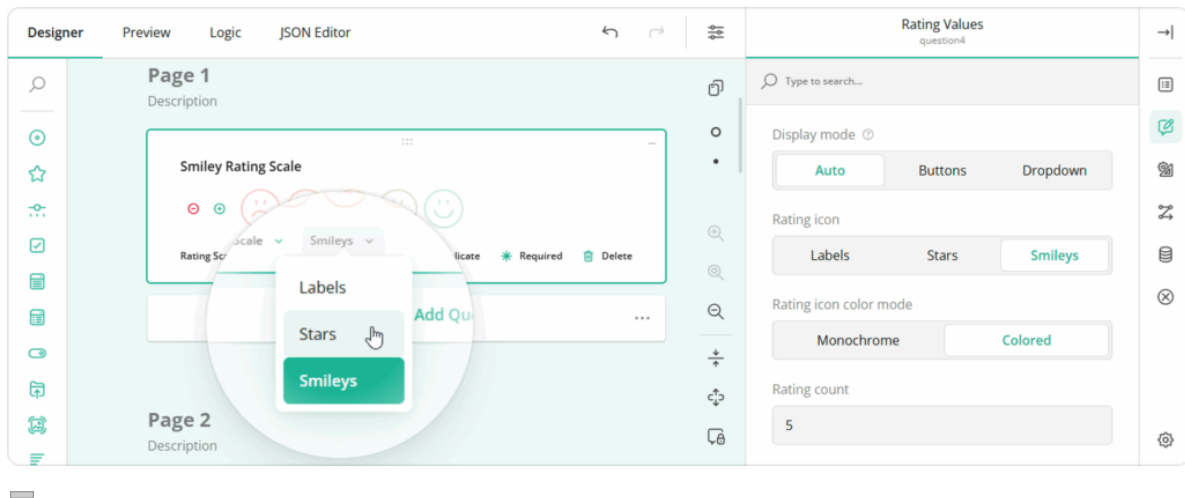 Designer Preview Logic JSON Editor
Rating Values
question4
Page 1
Description
Type to search...
Smiley Rating Scale
Display mode
Auto Buttons Dropdown
Rating icon
Labels Stars Smileys
Scale Smileys
Rating Required Delete
Labels
Stars
Smileys
Add
Rating icon color mode
Monochrome Colored
Rating count
5
Page 2
Description